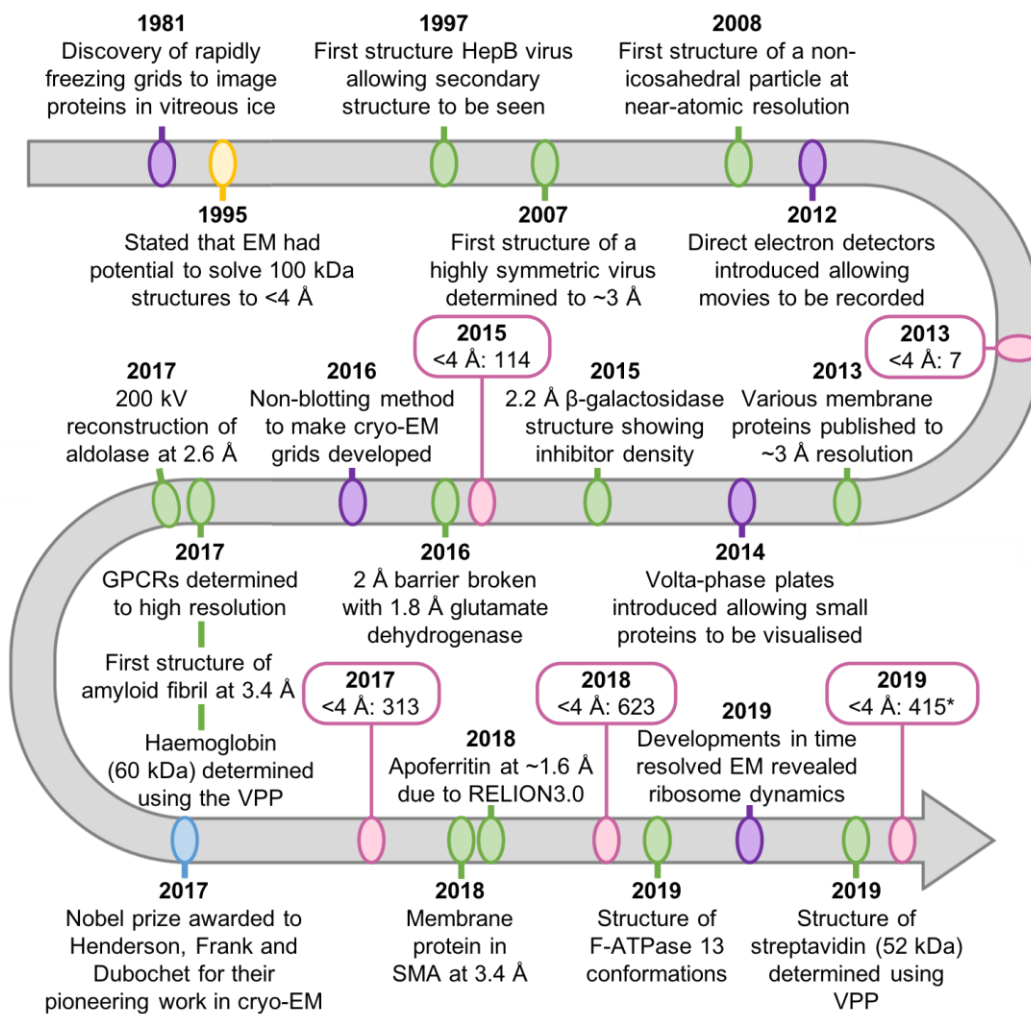 1981
Discovery of rapidly
freezing grids to image
proteins in vitreous ice
1997
First structure HepB virus
allowing secondary
structure to be seen
2008
First structure of a non-
icosahedral particle at
near-atomic resolution
1995
Stated that EM had
potential to solve 100 kDa
structures to <4 Å
2007
First structure of a
highly symmetric virus
determined to ~3 Å
2012
Direct electron detectors
introduced allowing
movies to be recorded
2013
<4 Å: 7
2013
Various membrane
proteins published to
~3 Å resolution
2014
Volta-phase plates
introduced allowing small
proteins to be visualised
2015
2.2 Å β-galactosidase
structure showing
inhibitor density
2015
<4 Å: 114
2016
2 Å barrier broken
with 1.8 Å glutamate
dehydrogenase
2016
Non-blotting method
to make cryo-EM
grids developed
2017
GPCRs determined
to high resolution
First structure of
amyloid fibril at 3.4 Å
Haemoglobin
(60 kDa) determined
using the VPP
2017
200 kV
reconstruction of
aldolase at 2.6 Å
2017
Nobel prize awarded to
Henderson, Frank and
Dubochet for their
pioneering work in cryo-EM
2017
<4 Å: 313
2018
Membrane
protein in
SMA at 3.4 Å
2018
Apoferritin at ~1.6 Å
due to RELION3.0
2018
<4 Å: 623
2019
Structure of
F-ATPase 13
conformations
2019
Developments in time
resolved EM revealed
ribosome dynamics
2019
Structure of
streptavidin (52 kDa)
determined using
VPP
2019
<4 Å: 415*